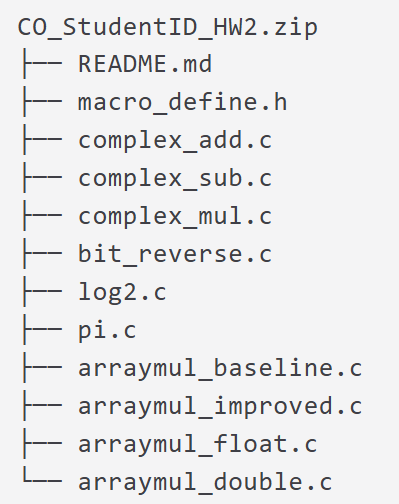 CO_StudentID_HW2.zip
├── README.md
├── macro_define.h
├── complex_add.c
├── complex_sub.c
├── complex_mul.c
├── bit_reverse.c
├── log2.c
├── pi.c
├── arraymul_baseline.c
├── arraymul_improved.c
├── arraymul_float.c
└── arraymul_double.c